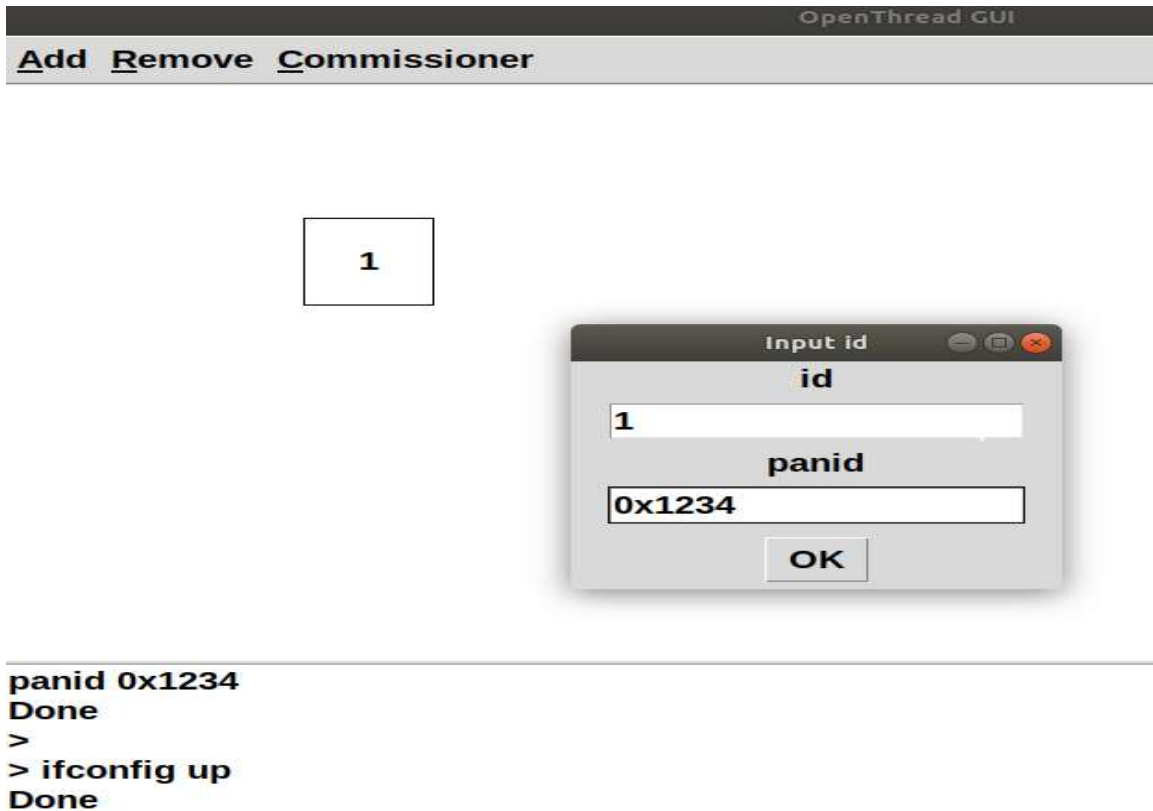 OpenThread GUI
Add Remove Commissioner
1
Input id
id
1
panid
0x1234
OK
panid 0x1234
Done
>
> ifconfig up
Done